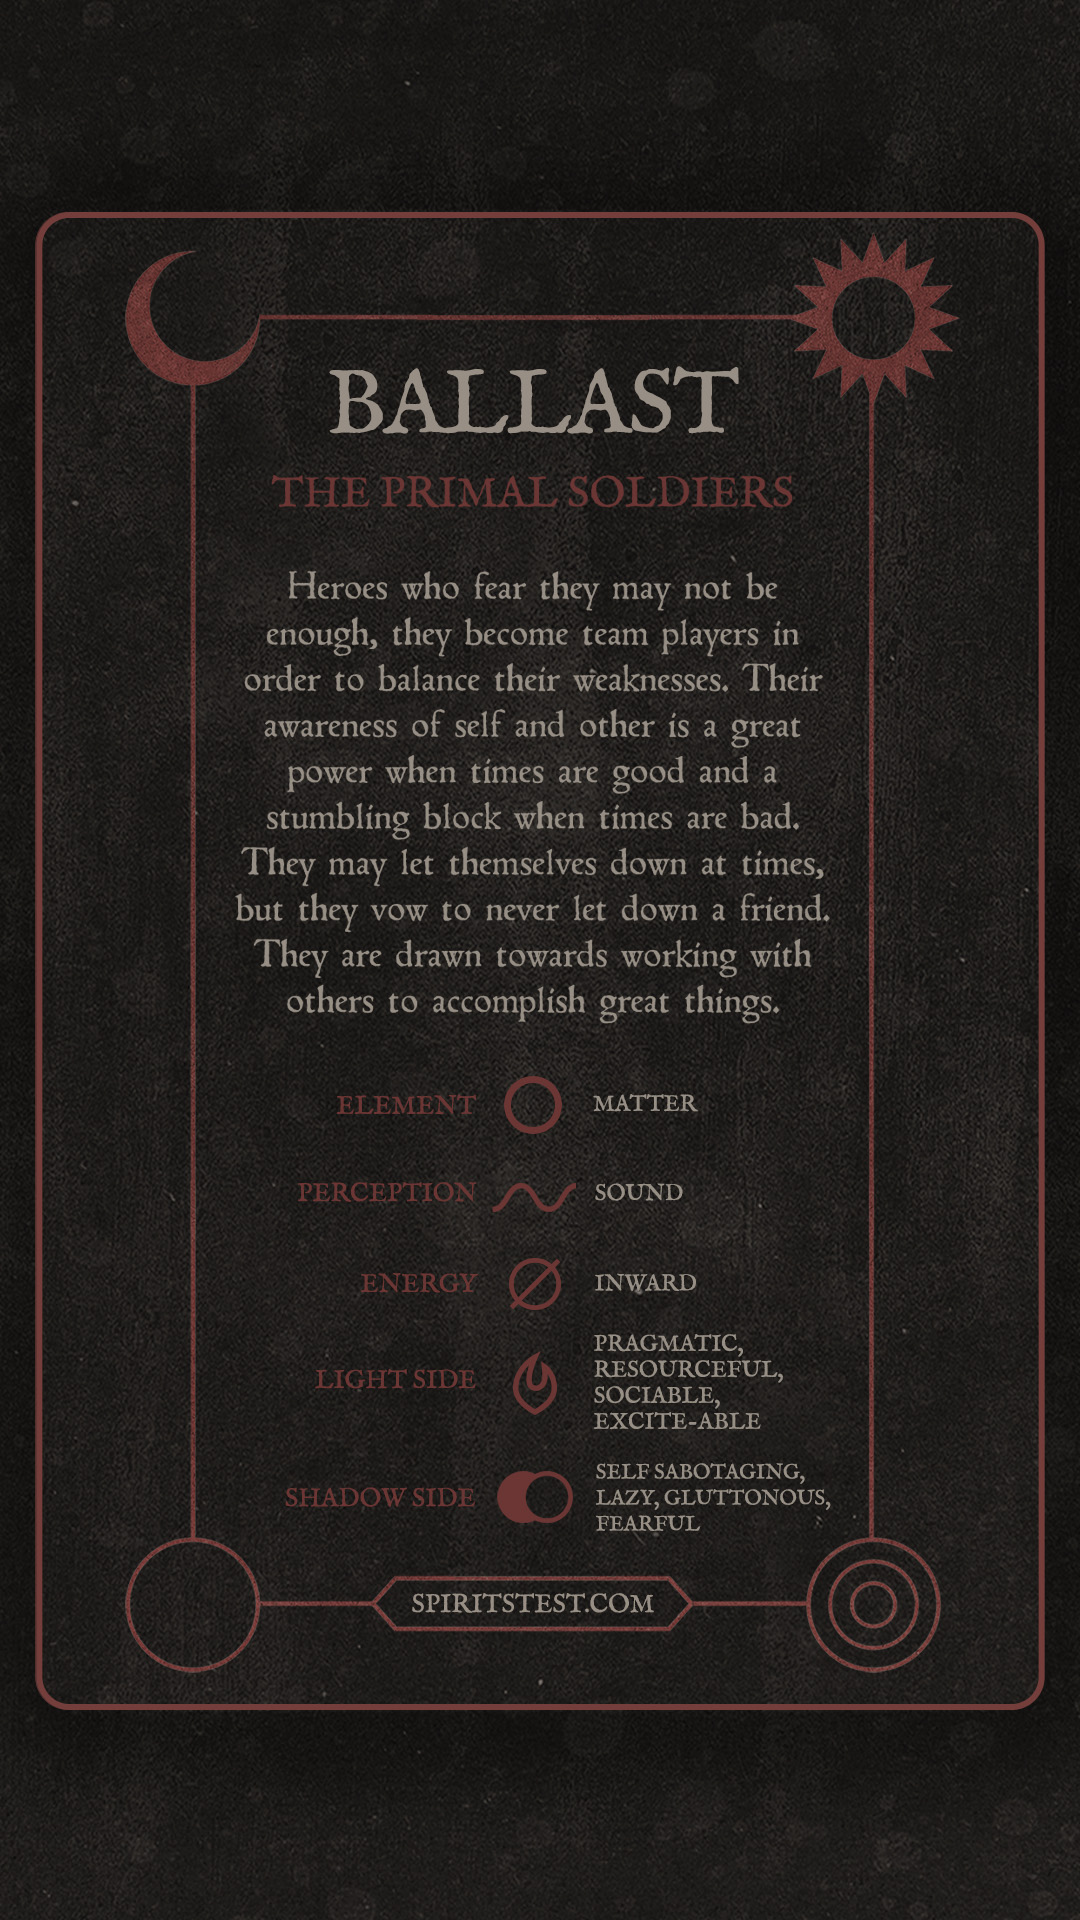 BALLAST
THE PRIMAL SOLDIERS
Heroes who fear they may not be
enough, they become team players in
order to balance their weaknesses. Their
awareness of self and other is a great
power when times are good and a
stumbling block when times are bad.
They may let themselves down at times,
but they vow to never let down a friend.
They are drawn towards working with
others to accomplish great things.
ELEMENT MATTER
PERCEPTION SOUND
ENERGY INWARD
LIGHT SIDE
PRAGMATIC,
RESOURCEFUL,
SOCIABLE,
EXCITE-ABLE
SHADOW SIDE
SELF SABOTAGING,
LAZY, GLUTTONOUS,
FEARFUL
SPIRITSTEST.COM